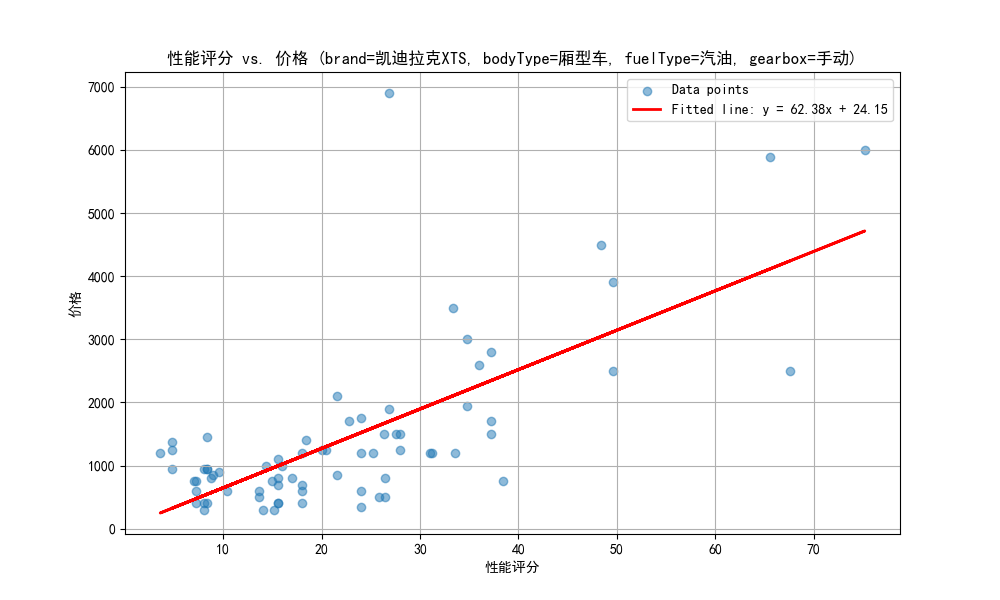 性能评分 vs. 价格 (brand=凯迪拉克XTS, bodyType=厢型车, fuelType=汽油, gearbox=手动)
Data points
Fitted line: y = 62.38x + 24.15
7000
6000
5000
4000
3000
2000
1000
0
价格
10 20 30 40 50 60 70
性能评分